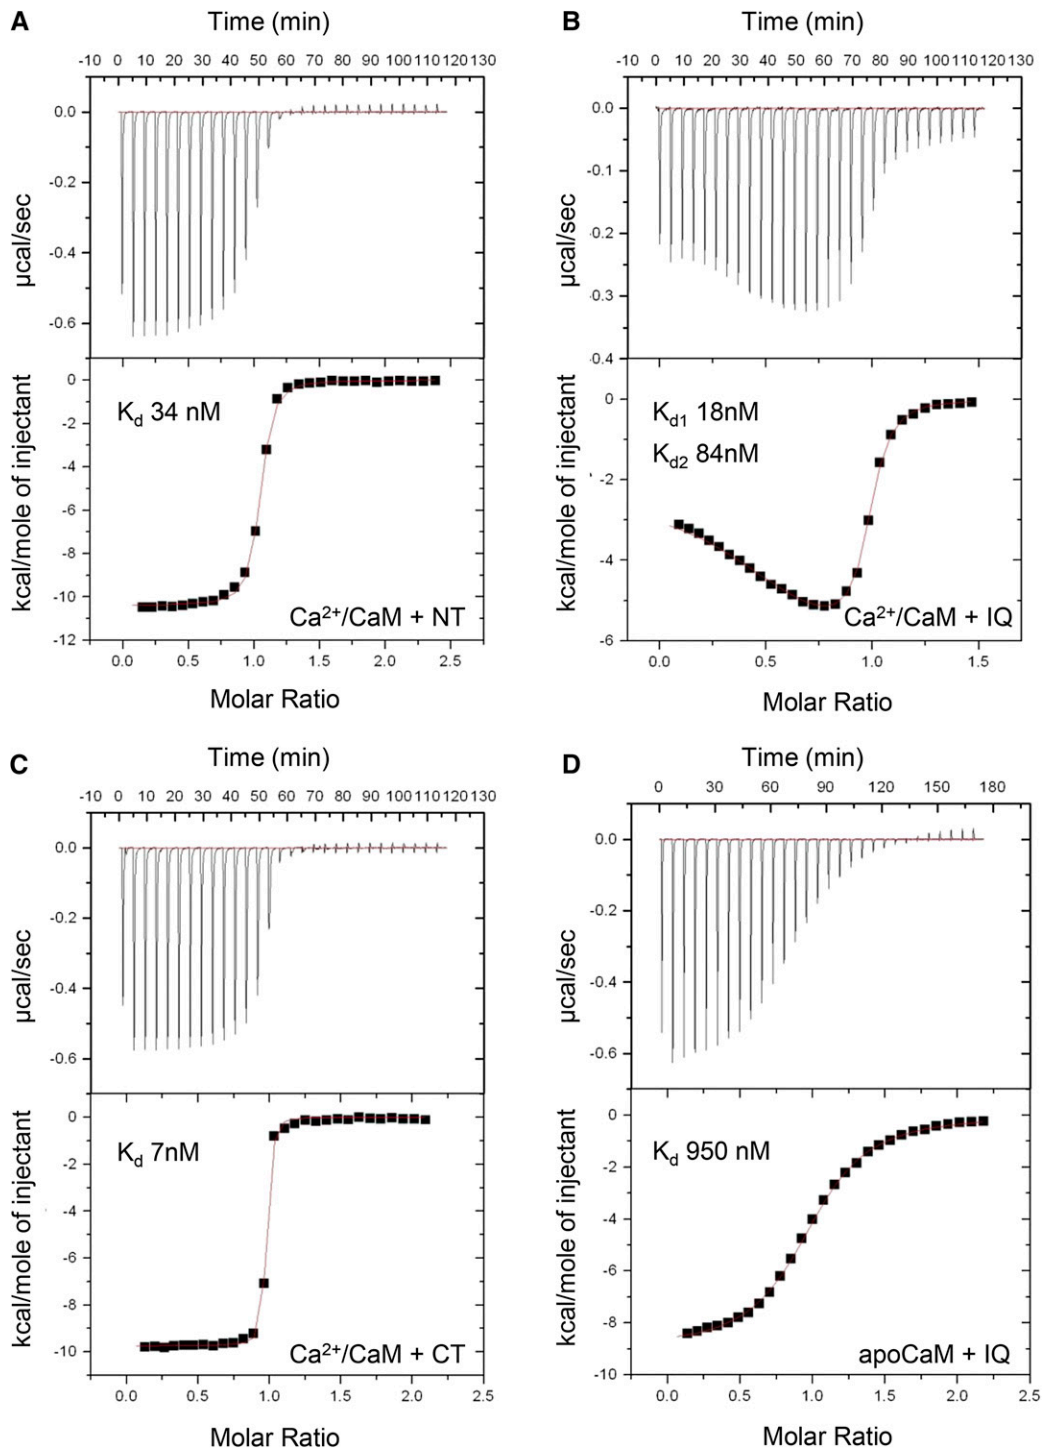 A
Time (min)
-10 0 10 20 30 40 50 60 70 80 90 100 110 120 130
0.0
-0.2
-0.4
-0.6
µcal/sec
0
-2
-4
-6
-8
-10
-12
kcal/mole of injectant
Kd 34 nM
Ca2+/CaM + NT
0.0 0.5 1.0 1.5 2.0 2.5
Molar Ratio
B
Time (min)
-10 0 10 20 30 40 50 60 70 80 90 100 110 120 130
0.0
-0.1
-0.2
-0.3
-0.4
µcal/sec
0
-2
-4
-6
kcal/mole of injectant
Kd1 18nM
Kd2 84nM
Ca2+/CaM + IQ
0.0 0.5 1.0 1.5
Molar Ratio
C
Time (min)
-10 0 10 20 30 40 50 60 70 80 90 100 110 120 130
0.0
-0.2
-0.4
-0.6
µcal/sec
0
-2
-4
-6
-8
-10
kcal/mole of injectant
Kd 7nM
Ca2+/CaM + CT
0.0 0.5 1.0 1.5 2.0 2.5
Molar Ratio
D
Time (min)
0 30 60 90 120 150 180
0.0
-0.2
-0.4
-0.6
µcal/sec
0
-2
-4
-6
-8
-10
kcal/mole of injectant
Kd 950 nM
apoCaM + IQ
0.0 0.5 1.0 1.5 2.0 2.5
Molar Ratio